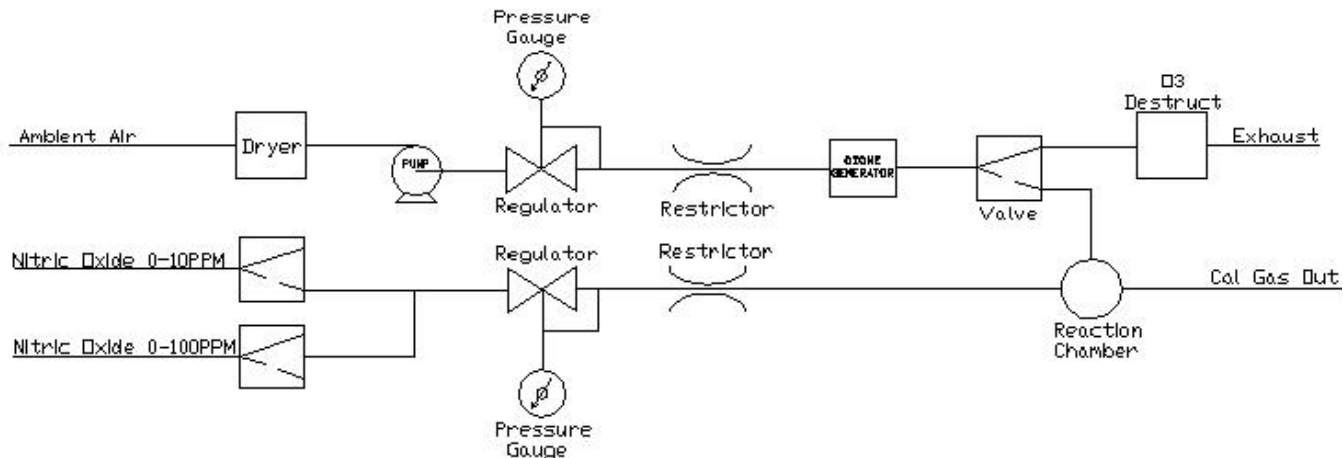 Pressure
Gauge
O3
Destruct
Ambient Air
Dryer
PUMP
OZONE
GENERATOR
Exhaust
Regulator
Restrictor
Valve
Nitric Oxide 0-10PPM
Regulator
Restrictor
Cal Gas Out
Nitric Oxide 0-100PPM
Reaction
Chamber
Pressure
Gauge